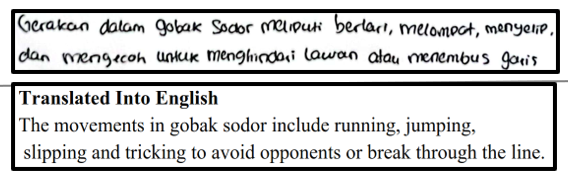 Gerakan dalam gobak Sodor meliputi berlari, melompat, menyelip,
dan mengecoh untuk menghindari Lawan atau menembus garis
Translated Into English
The movements in gobak sodor include running, jumping,
slipping and tricking to avoid opponents or break through the line.